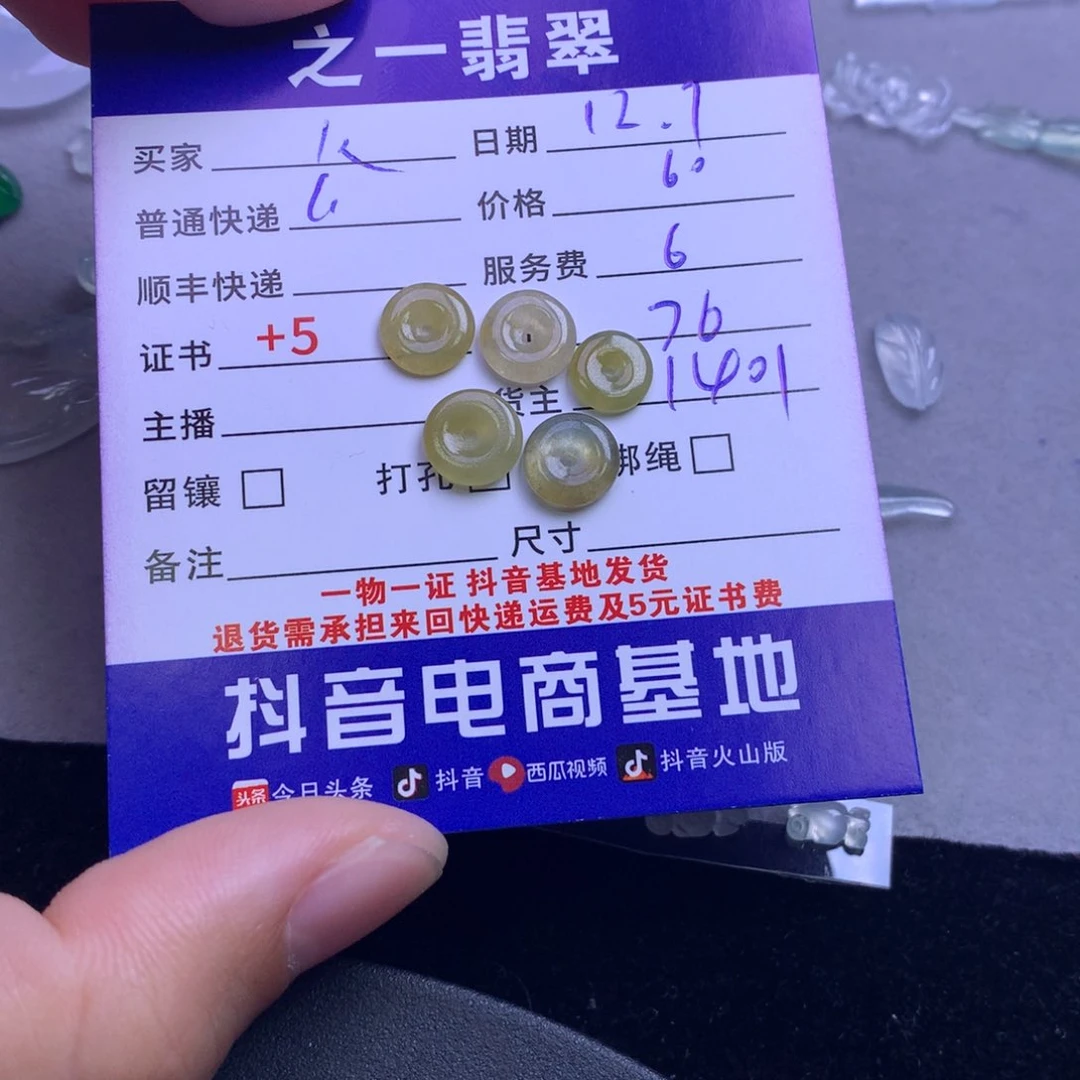 之一翡翠
买家 K 日期 12.7
普通快递 6 价格 60
顺丰快递 服务费 6
证书 +5 76
主播 货主 1401
留镶 打孔 绑绳
备注 尺寸
一物一证 抖音基地发货
退货需承担来回快递运费及5元证书费
抖音电商基地
头条 今日头条 抖音 西瓜视频 抖音火山版